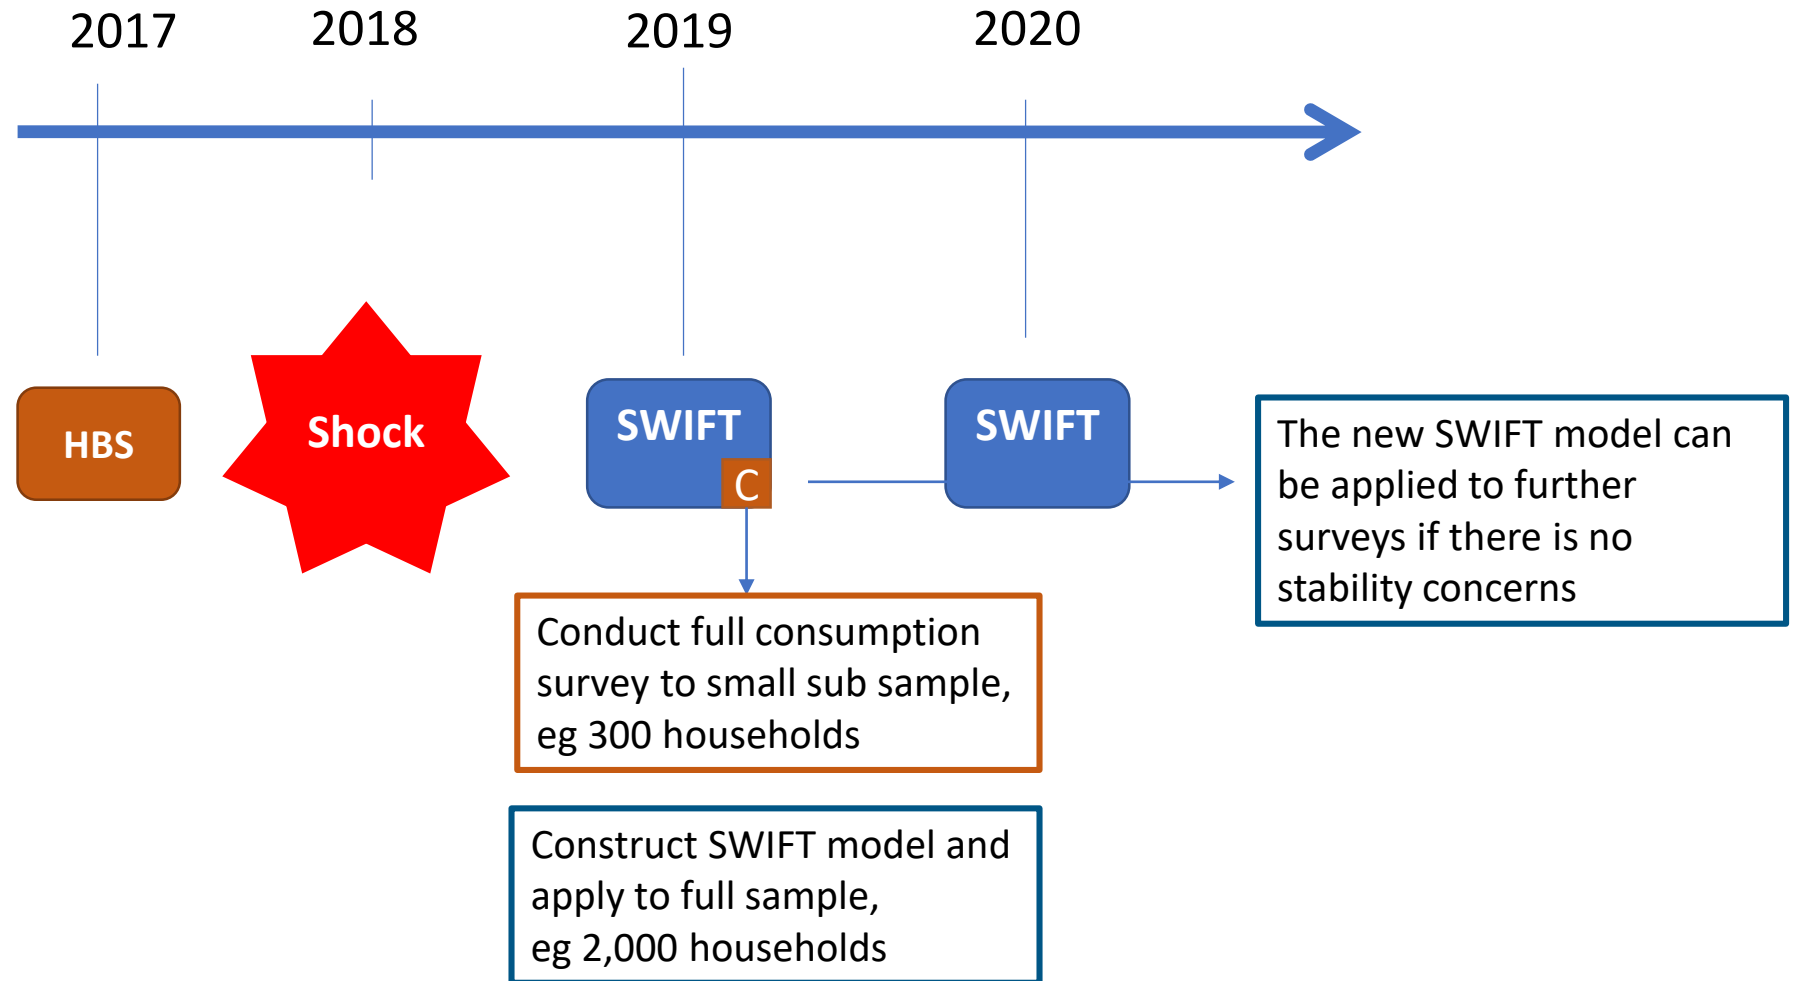 2017
2018
2019
2020
HBS
Shock
SWIFT
C
SWIFT
The new SWIFT model can
be applied to further
surveys if there is no
stability concerns
Conduct full consumption
survey to small sub sample,
eg 300 households
Construct SWIFT model and
apply to full sample,
eg 2,000 households